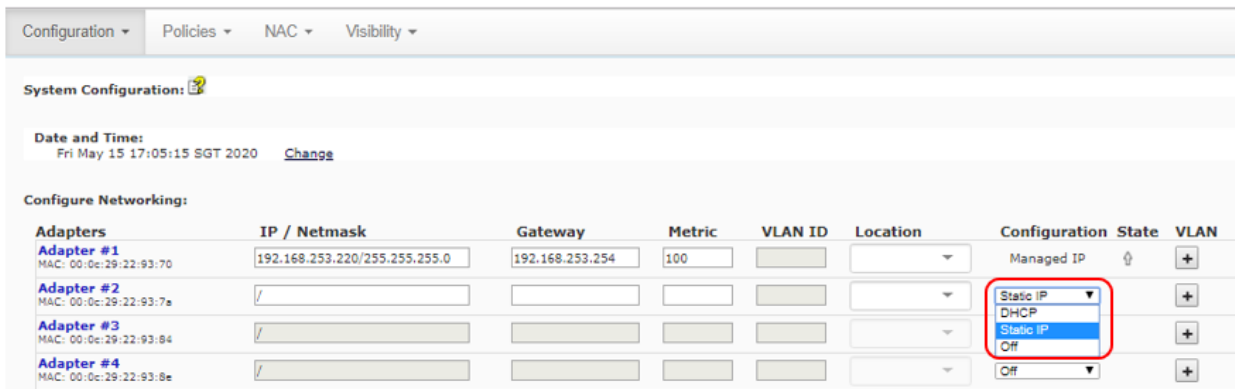 Configuration Policies NAC Visibility
System Configuration:
Date and Time:
Fri May 15 17:05:15 SGT 2020 Change
Configure Networking:
Adapters IP / Netmask Gateway Metric VLAN ID Location Configuration State VLAN
Adapter #1
MAC: 00:0c:29:22:93:70 192.168.253.220/255.255.255.0 192.168.253.254 100 Managed IP +
Adapter #2
MAC: 00:0c:29:22:93:7a / Static IP +
DHCP
Adapter #3
MAC: 00:0c:29:22:93:84 / Static IP +
Off
Adapter #4
MAC: 00:0c:29:22:93:8e / Off +